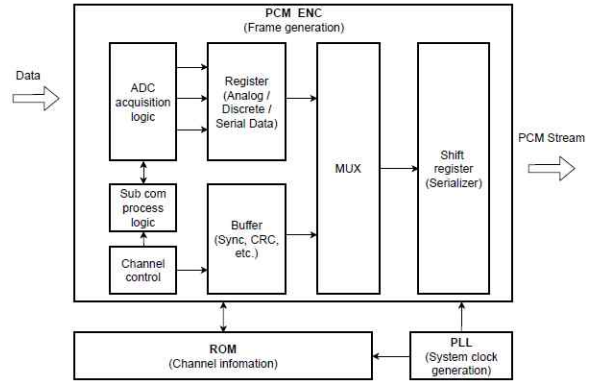 PCM ENC
(Frame generation)
Data
ADC
acquisition
logic
Register
(Analog /
Discrete /
Serial Data)
MUX
Shift
register
(Serializer)
PCM Stream
Sub com
process
logic
Buffer
(Sync, CRC,
etc.)
Channel
control
ROM
(Channel infomation)
PLL
(System clock
generation)